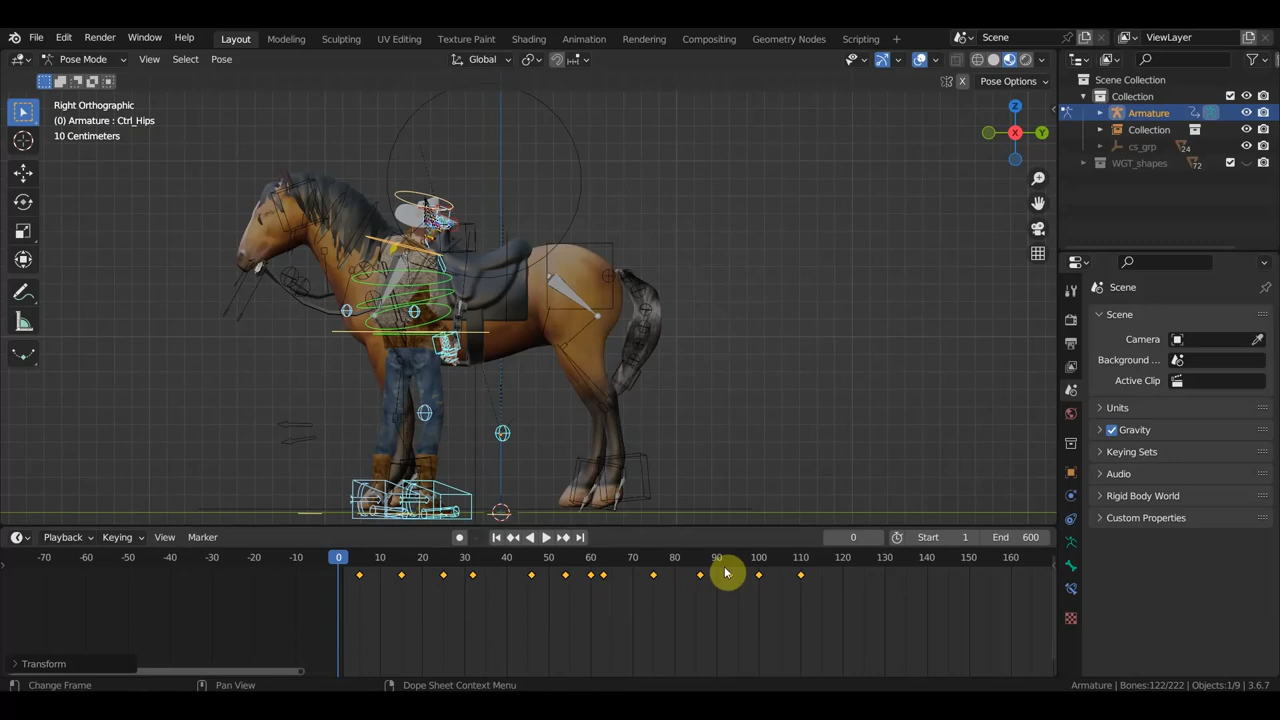 File Edit Render Window Help Layout Modeling Sculpting UV Editing Texture Paint Shading Animation Rendering Compositing Geometry Nodes Scripting + Scene ViewLayer
Pose Mode View Select Pose Global
X Pose Options
Right Orthographic
(0) Armature : Ctrl_Hips
10 Centimeters
Z
Y
X
Scene Collection
Collection
Armature
Collection
cs_grp 24
WGT_shapes 72
Scene
Scene
Camera
Background ...
Active Clip
Units
Gravity
Keying Sets
Audio
Rigid Body World
Custom Properties
Playback Keying View Marker 0 Start 1 End 600
-70 -60 -50 -40 -30 -20 -10 0 10 20 30 40 50 60 70 80 90 100 110 120 130 140 150 160
Transform
Change Frame Pan View Dope Sheet Context Menu Armature | Bones:122/222 | Objects:1/9 | 3.6.7